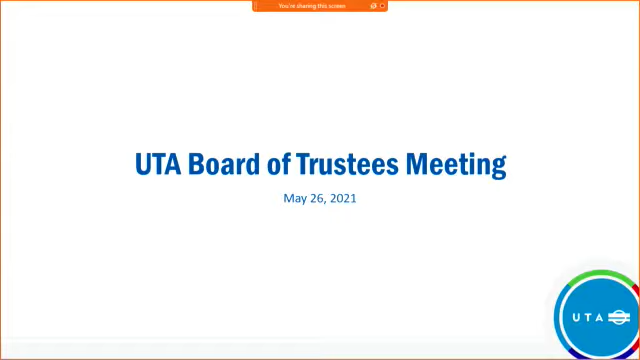 You're sharing this screen
UTA Board of Trustees Meeting
May 26, 2021
UTA